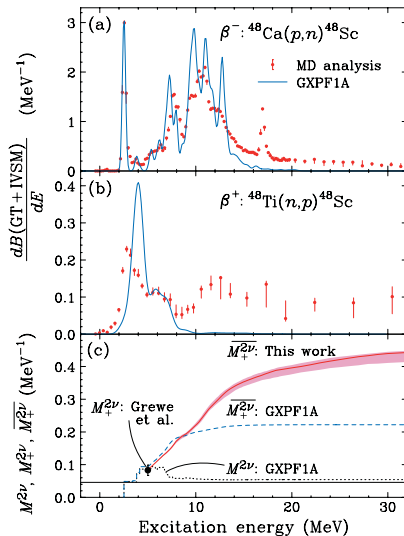 (a)
β⁻: ⁴⁸Ca(p,n)⁴⁸Sc
MD analysis
GXPF1A
3
2
1
0
dB(GT+IVSM)/dE (MeV⁻¹)
(b)
β⁺: ⁴⁸Ti(n,p)⁴⁸Sc
0.4
0.3
0.2
0.1
0.0
(c)
M₊²ᵛ: This work
M₊²ᵛ: Grewe et al.
M₊²ᵛ: GXPF1A
M²ᵛ: GXPF1A
0.4
0.3
0.2
0.1
0.0
M²ᵛ, M₊²ᵛ, M₊²ᵛ (MeV⁻¹)
0 10 20 30
Excitation energy (MeV)